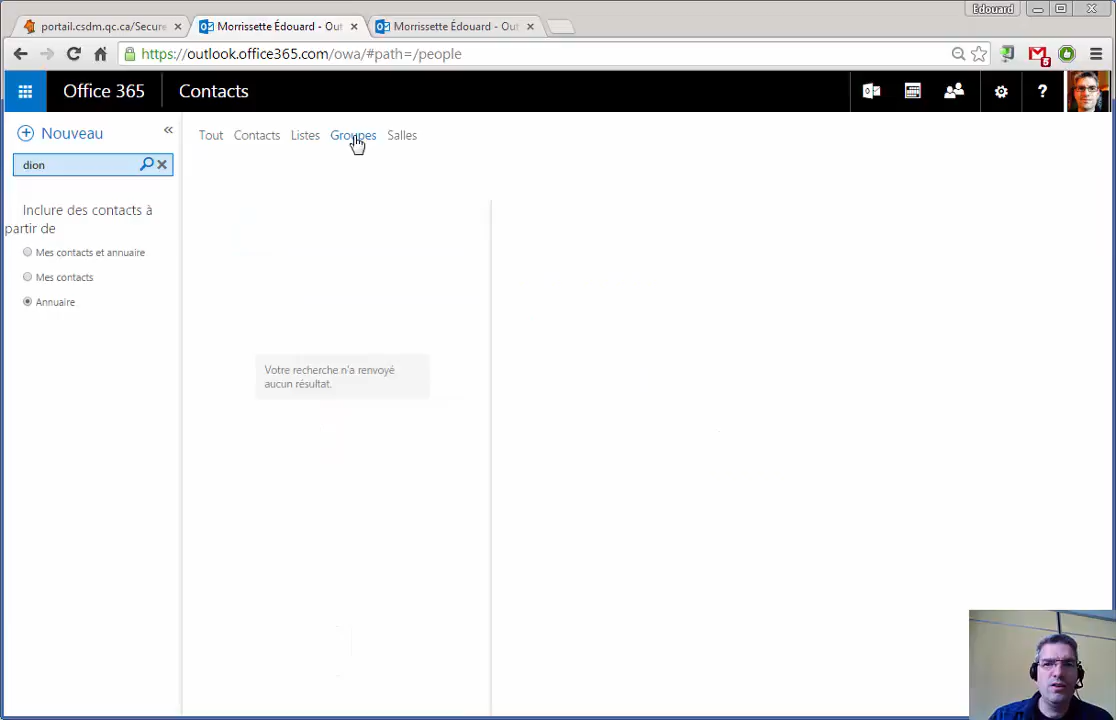 Edouard
portail.csdm.qc.ca/Secure
Morrissette Édouard - Out
Morrissette Édouard - Out
https://outlook.office365.com/owa/#path=/people
5
Office 365
Contacts
?
Nouveau
«
Tout Contacts Listes Groupes Salles
dion
Inclure des contacts à
partir de
Mes contacts et annuaire
Mes contacts
Annuaire
Votre recherche n'a renvoyé
aucun résultat.